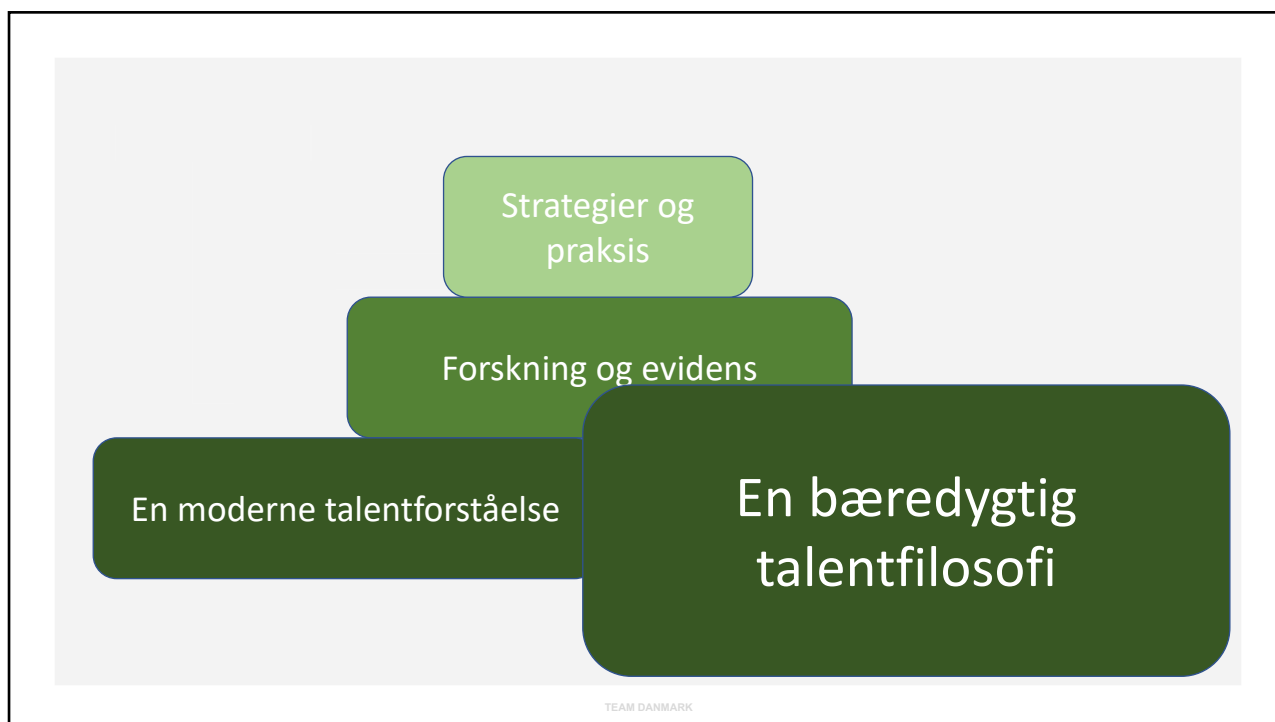 Strategier og
praksis
Forskning og evidens
En moderne talentforståelse
En bæredygtig
talentfilosofi
TEAM DANMARK